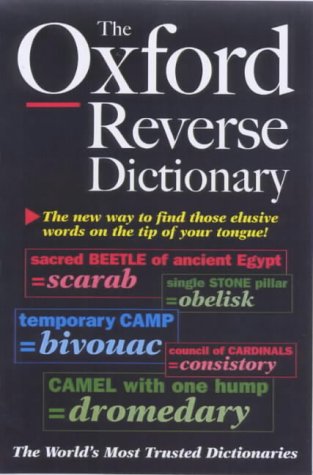 The
Oxford
Reverse
Dictionary
The new way to find those elusive
words on the tip of your tongue!
sacred BEETLE of ancient Egypt
=scarab
single STONE pillar
=obelisk
temporary CAMP
=bivouac
council of CARDINALS
=consistory
CAMEL with one hump
=dromedary
The World's Most Trusted Dictionaries